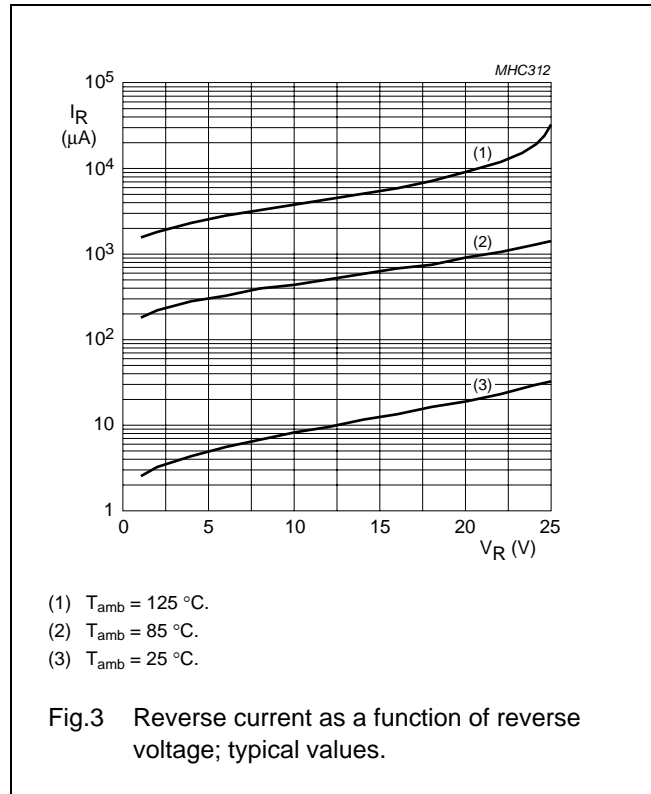 MHC312
10^5
I_R
(µA)
(1)
10^4
(2)
10^3
10^2
(3)
10
1
0 5 10 15 20 25
V_R (V)
(1) T_amb = 125 °C.
(2) T_amb = 85 °C.
(3) T_amb = 25 °C.
Fig.3 Reverse current as a function of reverse
voltage; typical values.